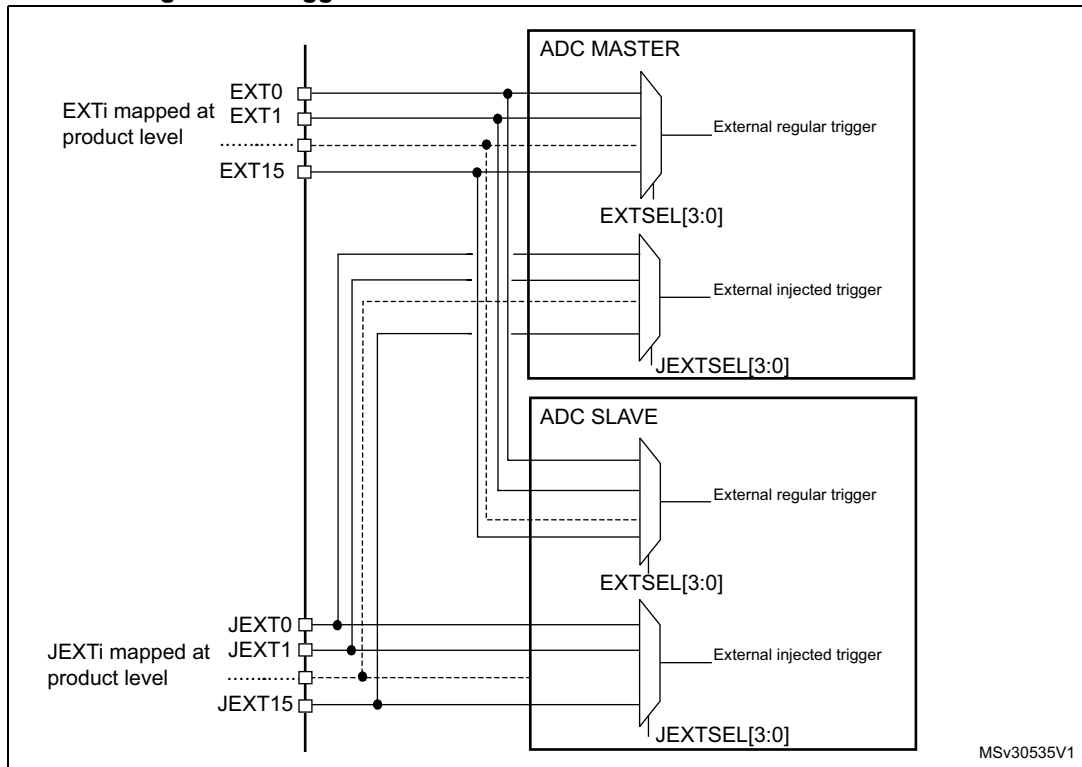 ADC MASTER
EXTi mapped at
product level
EXT0
EXT1
EXT15
External regular trigger
EXTSEL[3:0]
External injected trigger
JEXTSEL[3:0]
ADC SLAVE
External regular trigger
EXTSEL[3:0]
JEXTi mapped at
product level
JEXT0
JEXT1
JEXT15
External injected trigger
JEXTSEL[3:0]
MSv30535V1